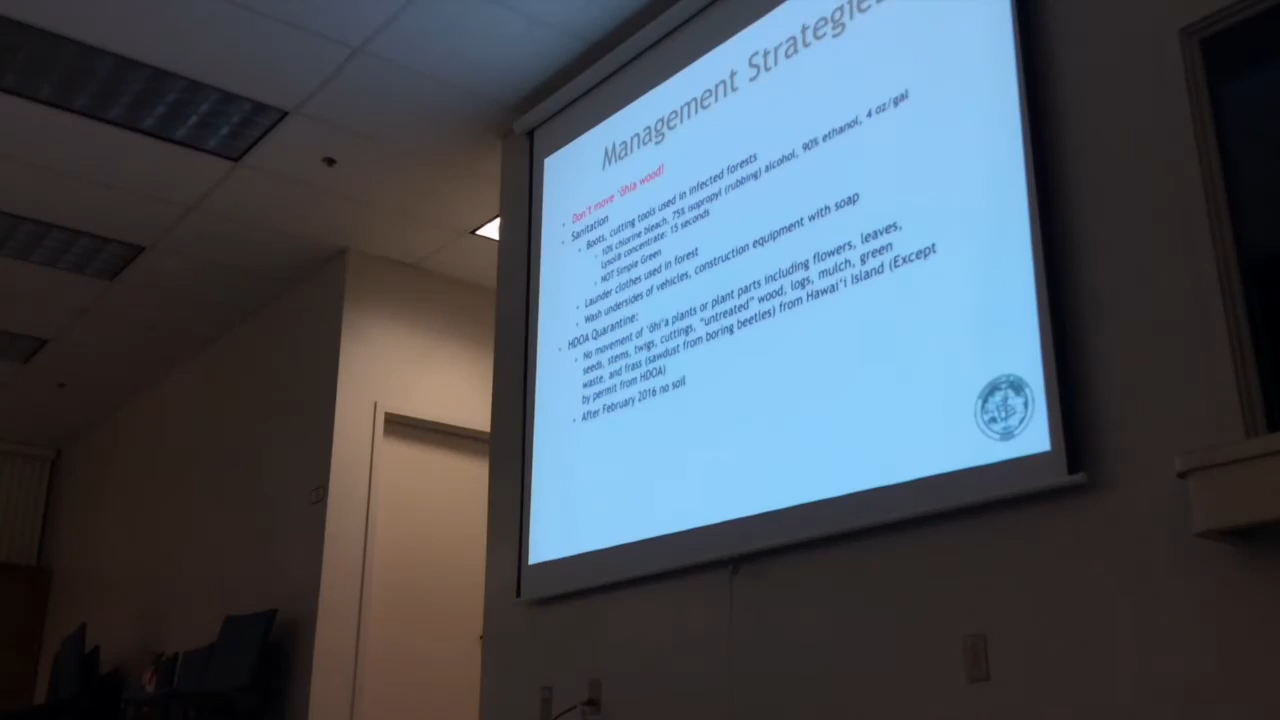 Management Strategies
Don't move 'ōhia wood!
Sanitation
Boots, cutting tools used in infected forests
10% chlorine bleach, 75% isopropyl (rubbing) alcohol, 90% ethanol, 4 oz/gal
Lysol® concentrate: 15 seconds
NOT Simple Green
Launder clothes used in forest
Wash undersides of vehicles, construction equipment with soap
HDOA Quarantine:
No movement of 'ōhi'a plants or plant parts including flowers, leaves,
seeds, stems, twigs, cuttings, "untreated" wood, logs, mulch, green
waste, and frass (sawdust from boring beetles) from Hawai'i Island (Except
by permit from HDOA)
After February 2016 no soil